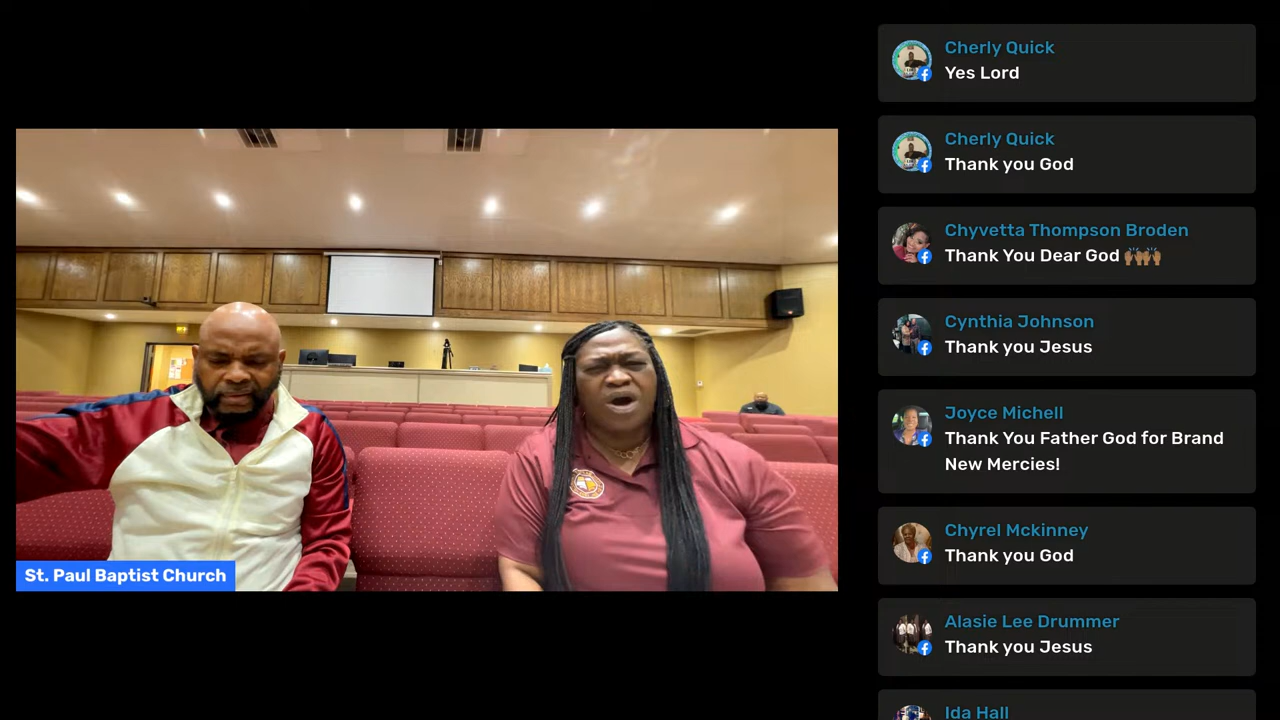 Cherly Quick
Yes Lord
Cherly Quick
Thank you God
Chyvetta Thompson Broden
Thank You Dear God 🙌🏽🙌🏽
Cynthia Johnson
Thank you Jesus
Joyce Michell
Thank You Father God for Brand
New Mercies!
Chyrel Mckinney
Thank you God
Alasie Lee Drummer
Thank you Jesus
Ida Hall
St. Paul Baptist Church